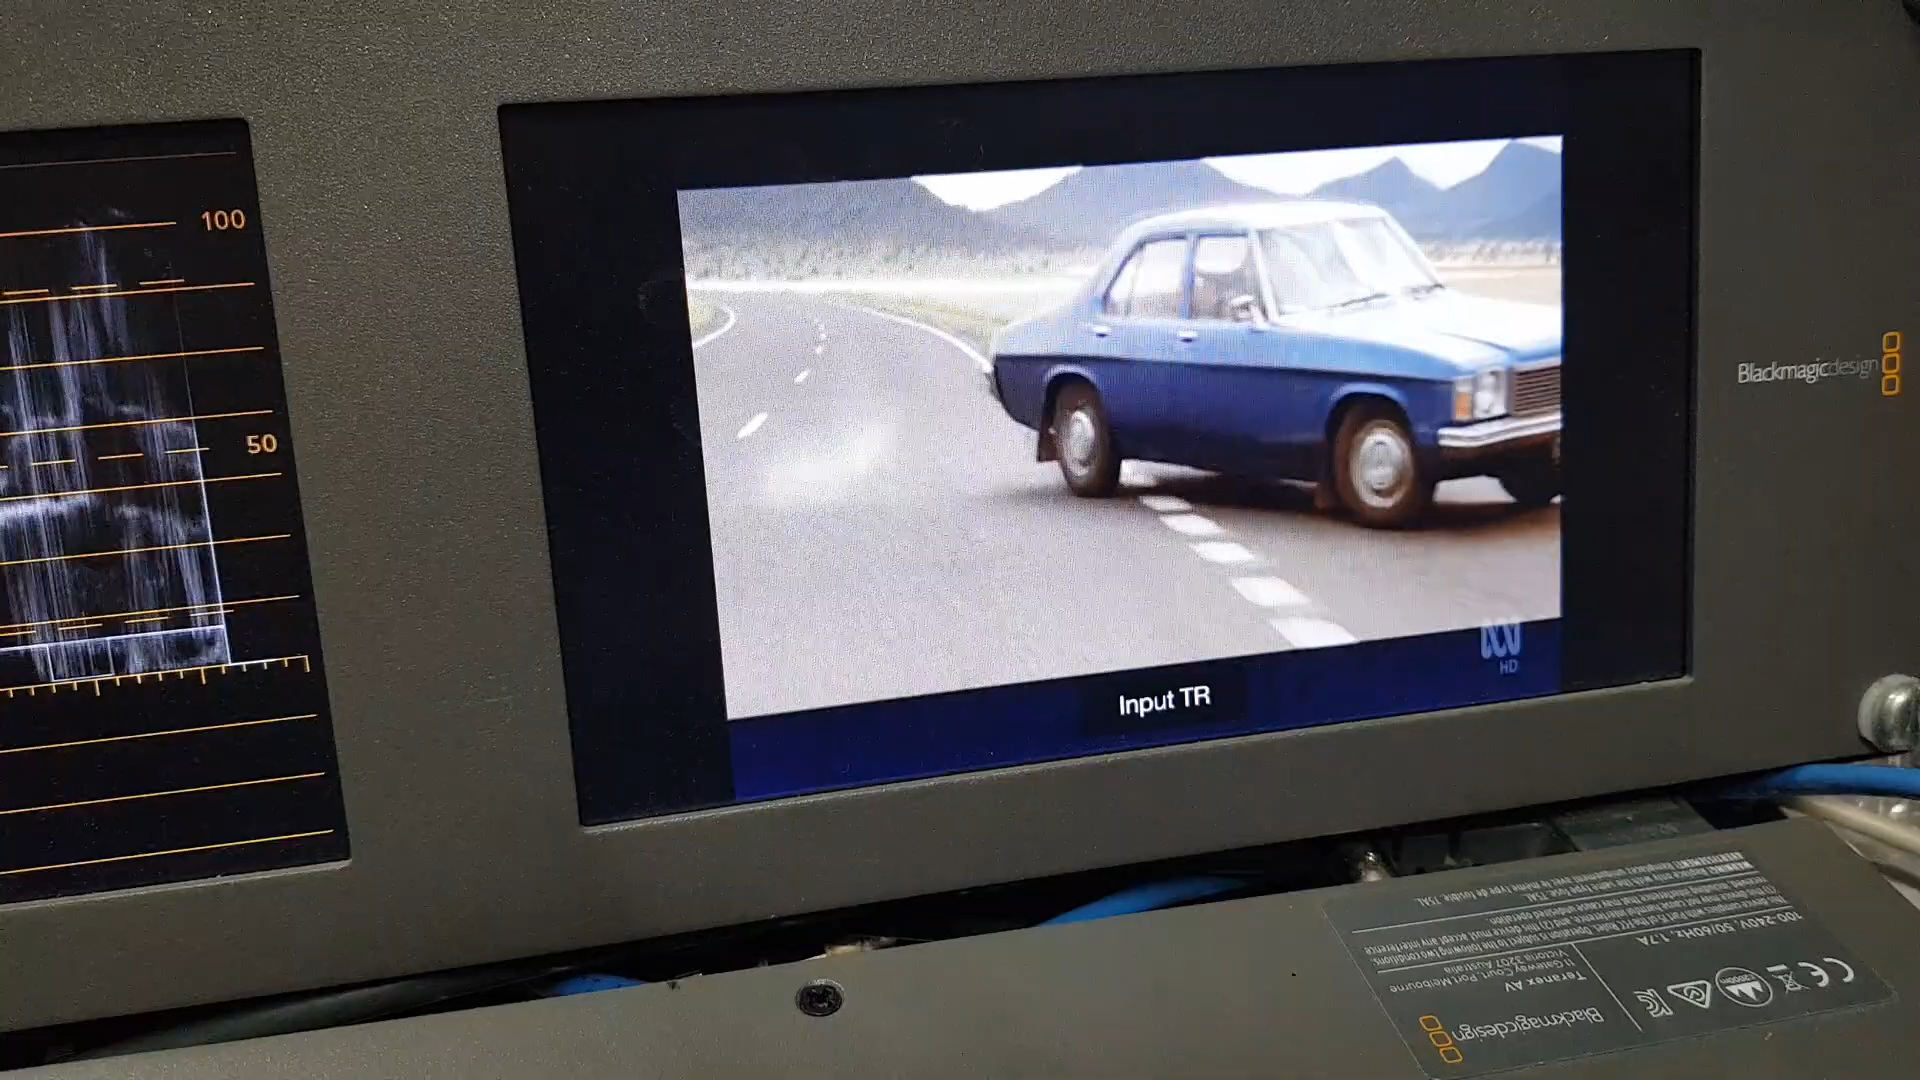 100
50
Input TR
HD
Blackmagicdesign
Blackmagicdesign
Teranex AV
11 Gateway Court, Port Melbourne
Victoria 3207 Australia
100-240V, 50/60Hz, 1.7A